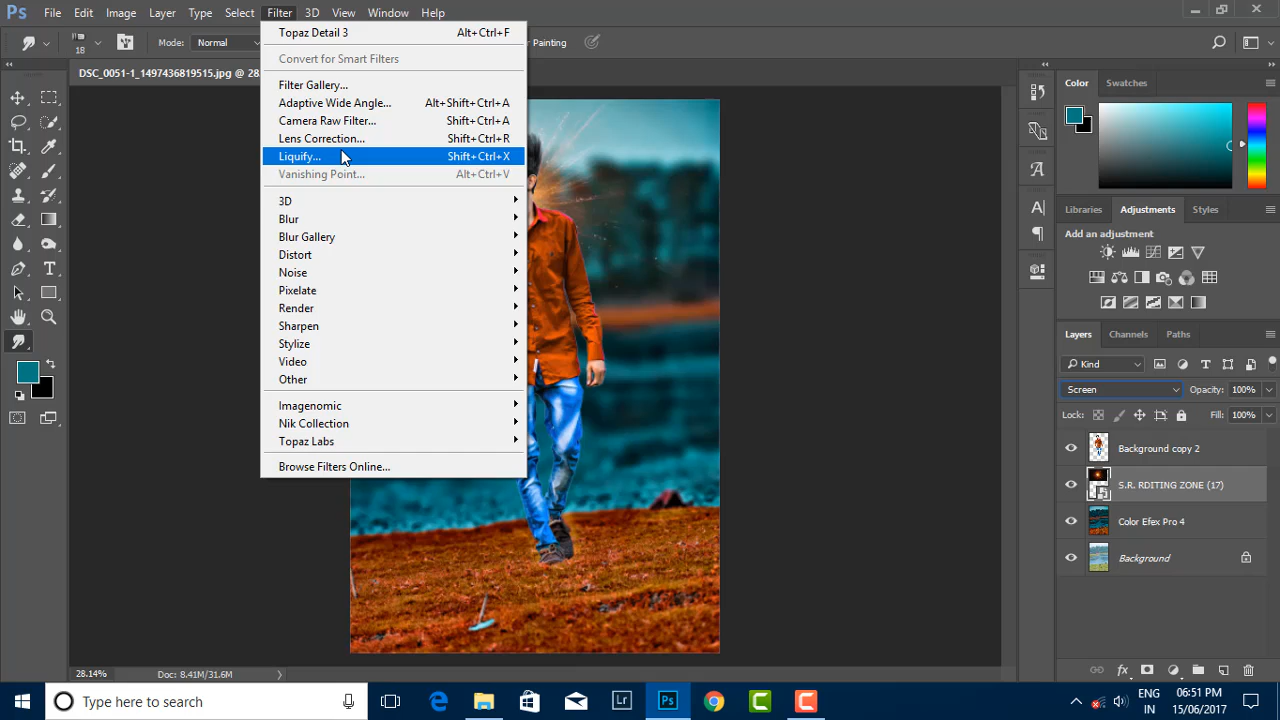 Ps File Edit Image Layer Type Select Filter 3D View Window Help
18 Mode: Normal Painting
DSC_0051-1_1497436819515.jpg @ 28
Topaz Detail 3 Alt+Ctrl+F
Convert for Smart Filters
Filter Gallery...
Adaptive Wide Angle... Alt+Shift+Ctrl+A
Camera Raw Filter... Shift+Ctrl+A
Lens Correction... Shift+Ctrl+R
Liquify... Shift+Ctrl+X
Vanishing Point... Alt+Ctrl+V
3D
Blur
Blur Gallery
Distort
Noise
Pixelate
Render
Sharpen
Stylize
Video
Other
Imagenomic
Nik Collection
Topaz Labs
Browse Filters Online...
Color Swatches
Libraries Adjustments Styles
Add an adjustment
Layers Channels Paths
Kind
Screen Opacity: 100%
Lock: Fill: 100%
Background copy 2
S.R. RDITING ZONE (17)
Color Efex Pro 4
Background
28.14% Doc: 8.41M/31.6M
Type here to search
Lr Ps
ENG 06:51 PM
IN 15/06/2017